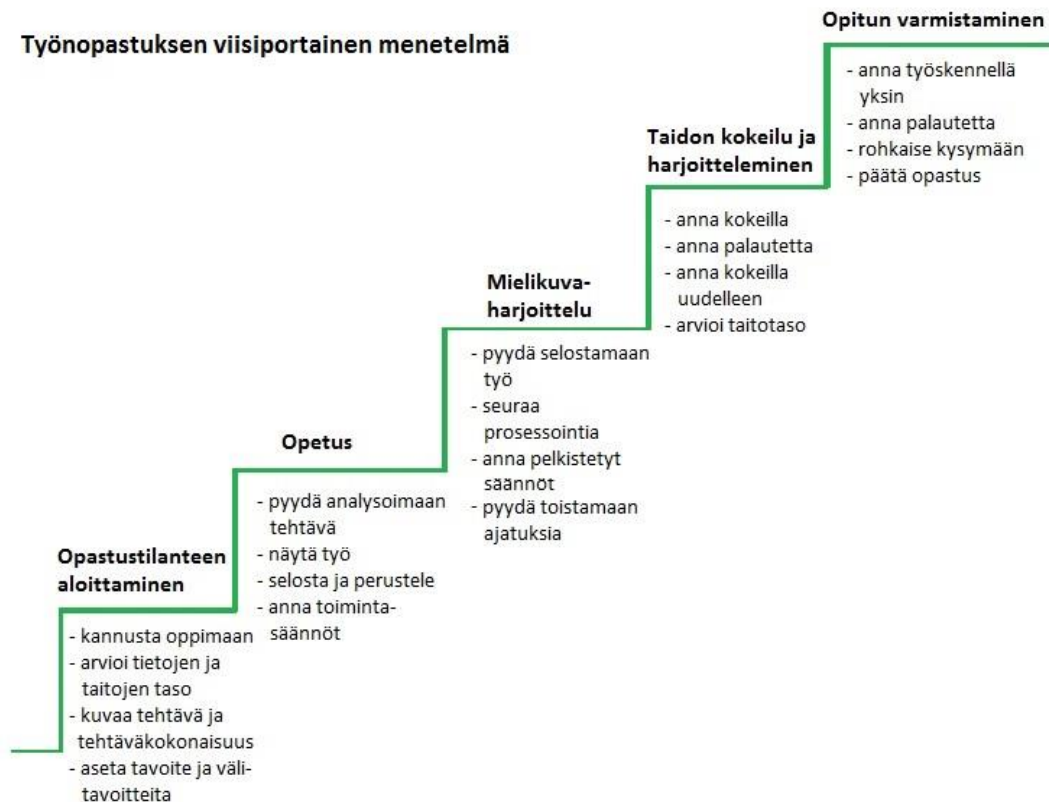 Työnopastuksen viisiportainen menetelmä
Opastustilanteen
aloittaminen
- kannusta oppimaan
- arvioi tietojen ja
taitojen taso
- kuvaa tehtävä ja
tehtäväkokonaisuus
- aseta tavoite ja väli-
tavoitteita
Opetus
- pyydä analysoimaan
tehtävä
- näytä työ
- selosta ja perustele
- anna toiminta-
säännöt
Mielikuva-
harjoittelu
- pyydä selostamaan
työ
- seuraa
prosessointia
- anna pelkistetyt
säännöt
- pyydä toistamaan
ajatuksia
Taidon kokeilu ja
harjoitteleminen
- anna kokeilla
- anna palautetta
- anna kokeilla
uudelleen
- arvioi taitotaso
Opitun varmistaminen
- anna työskennellä
yksin
- anna palautetta
- rohkaise kysymään
- päätä opastus